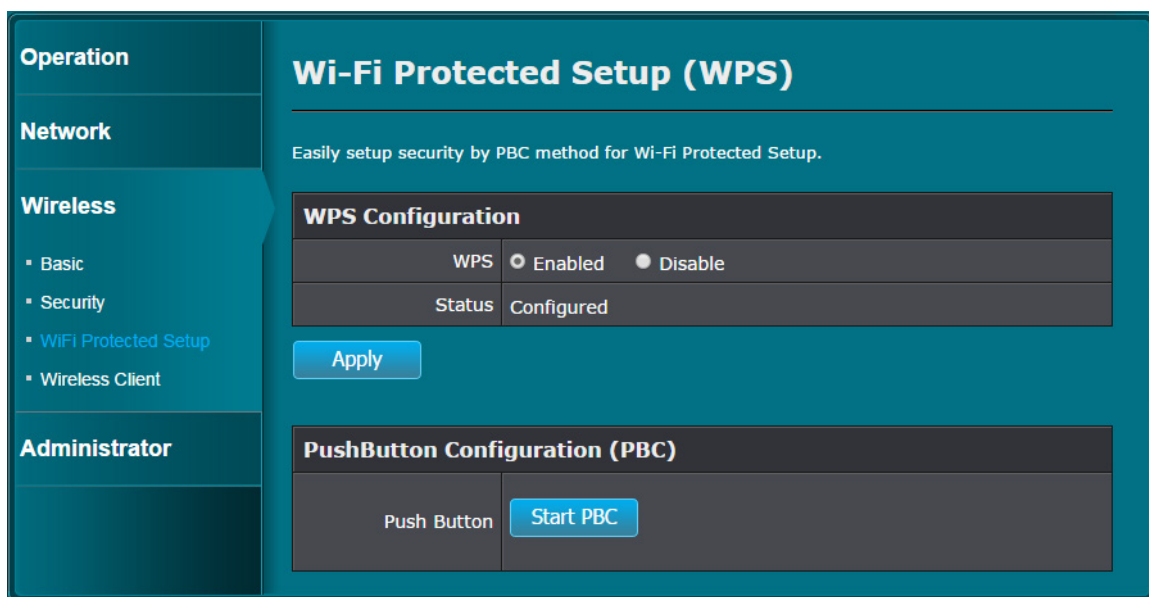 Operation
Network
Wireless
Basic
Security
WiFi Protected Setup
Wireless Client
Administrator
Wi-Fi Protected Setup (WPS)
Easily setup security by PBC method for Wi-Fi Protected Setup.
WPS Configuration
WPS Enabled Disable
Status Configured
Apply
PushButton Configuration (PBC)
Push Button Start PBC